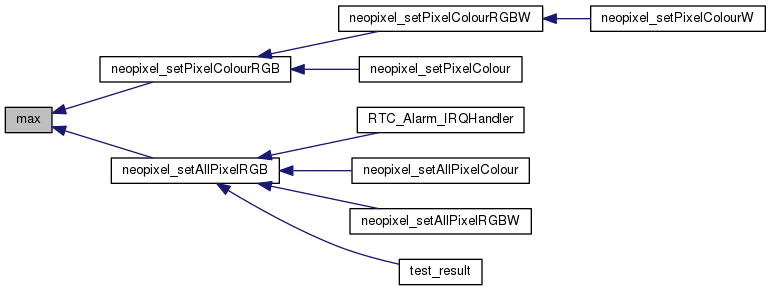 neopixel_setPixelColourRGBW
neopixel_setPixelColourW
neopixel_setPixelColourRGB
neopixel_setPixelColour
max
RTC_Alarm_IRQHandler
neopixel_setAllPixelRGB
neopixel_setAllPixelColour
neopixel_setAllPixelRGBW
test_result